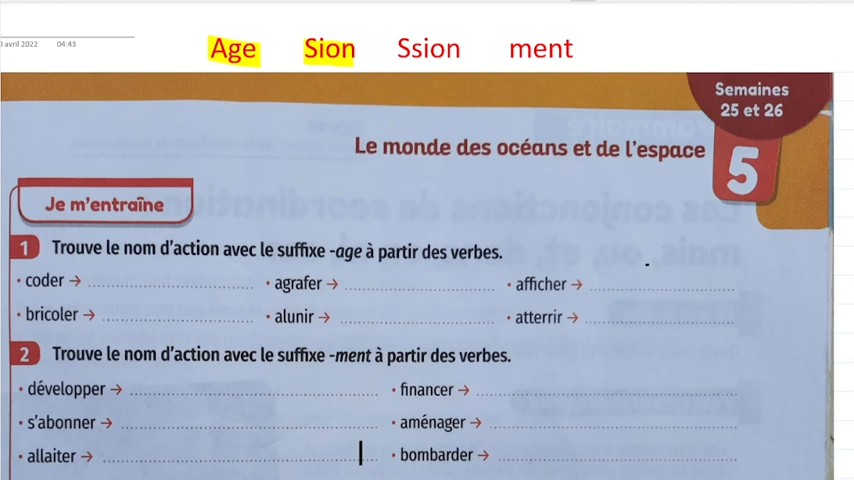 avril 2022 04:43
Age Sion Ssion ment
Semaines
25 et 26
Le monde des océans et de l'espace
5
Je m'entraîne
1 Trouve le nom d'action avec le suffixe -age à partir des verbes.
• coder → • agrafer → • afficher →
• bricoler → • alunir → • atterrir →
2 Trouve le nom d'action avec le suffixe -ment à partir des verbes.
• développer → • financer →
• s'abonner → • aménager →
• allaiter → • bombarder →